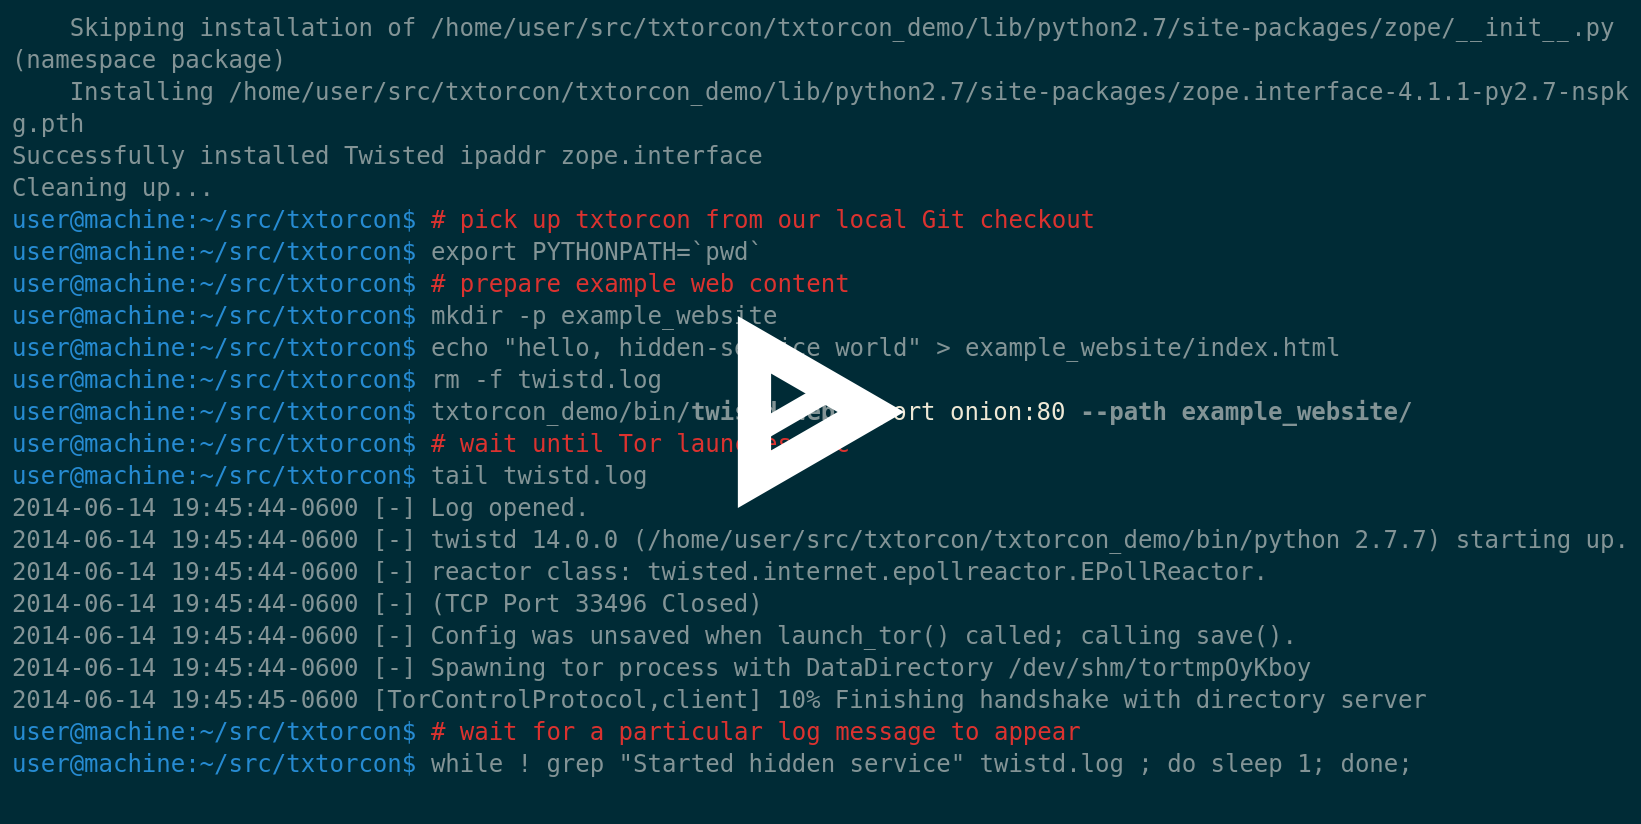 Skipping installation of /home/user/src/txtorcon/txtorcon_demo/lib/python2.7/site-packages/zope/__init__.py
(namespace package)
Installing /home/user/src/txtorcon/txtorcon_demo/lib/python2.7/site-packages/zope.interface-4.1.1-py2.7-nspk
g.pth
Successfully installed Twisted ipaddr zope.interface
Cleaning up...
user@machine:~/src/txtorcon$ # pick up txtorcon from our local Git checkout
user@machine:~/src/txtorcon$ export PYTHONPATH=`pwd`
user@machine:~/src/txtorcon$ # prepare example web content
user@machine:~/src/txtorcon$ mkdir -p example_website
user@machine:~/src/txtorcon$ echo "hello, hidden-service world" > example_website/index.html
user@machine:~/src/txtorcon$ rm -f twistd.log
user@machine:~/src/txtorcon$ txtorcon_demo/bin/ onion:80 --path example_website/
user@machine:~/src/txtorcon$ # wait until Tor
user@machine:~/src/txtorcon$ tail twistd.log
2014-06-14 19:45:44-0600 [-] Log opened.
2014-06-14 19:45:44-0600 [-] twistd 14.0.0 (/home/user/src/txtorcon/txtorcon_demo/bin/python 2.7.7) starting up.
2014-06-14 19:45:44-0600 [-] reactor class: twisted.internet.epollreactor.EPollReactor.
2014-06-14 19:45:44-0600 [-] (TCP Port 33496 Closed)
2014-06-14 19:45:44-0600 [-] Config was unsaved when launch_tor() called; calling save().
2014-06-14 19:45:44-0600 [-] Spawning tor process with DataDirectory /dev/shm/tortmpOyKboy
2014-06-14 19:45:45-0600 [TorControlProtocol,client] 10% Finishing handshake with directory server
user@machine:~/src/txtorcon$ # wait for a particular log message to appear
user@machine:~/src/txtorcon$ while ! grep "Started hidden service" twistd.log ; do sleep 1; done;